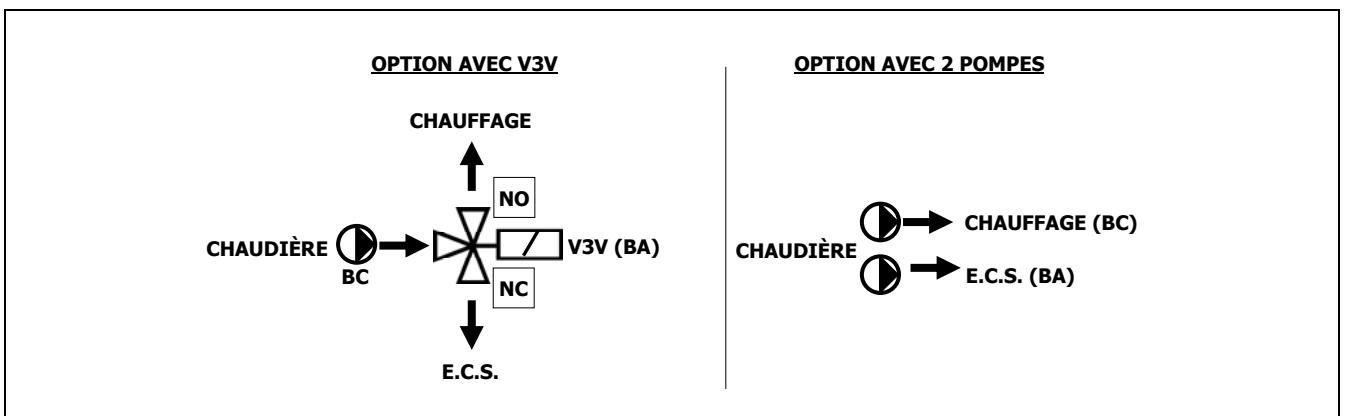 OPTION AVEC V3V
CHAUFFAGE
NO
CHAUDIÈRE
BC
V3V (BA)
NC
E.C.S.
OPTION AVEC 2 POMPES
CHAUDIÈRE
CHAUFFAGE (BC)
E.C.S. (BA)